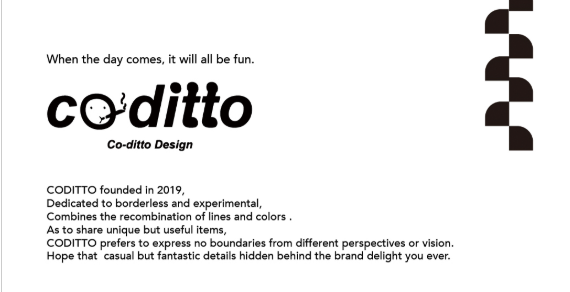 When the day comes, it will all be fun.
co-ditto
Co-ditto Design
CODITTO founded in 2019,
Dedicated to borderless and experimental,
Combines the recombination of lines and colors .
As to share unique but useful items,
CODITTO prefers to express no boundaries from different perspectives or vision.
Hope that  casual but fantastic details hidden behind the brand delight you ever.